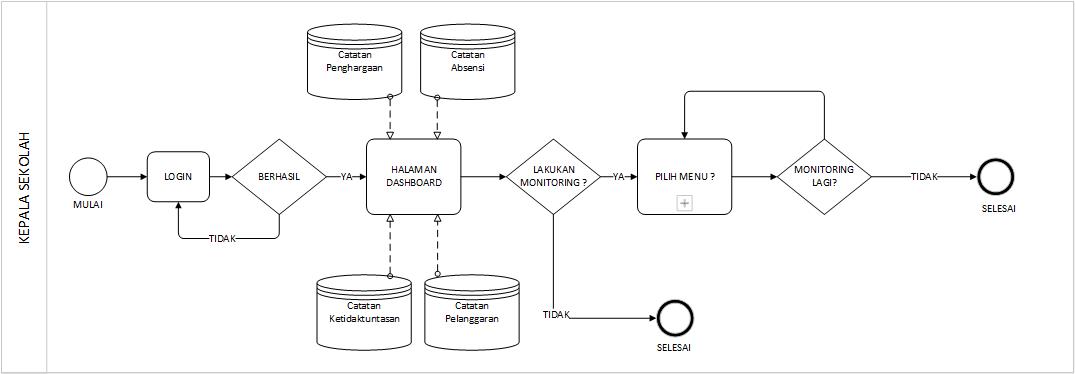 KEPALA SEKOLAH
MULAI
LOGIN
BERHASIL
TIDAK
YA
Catatan
Penghargaan
Catatan
Absensi
HALAMAN
DASHBOARD
Catatan
Ketidaktuntasan
Catatan
Pelanggaran
LAKUKAN
MONITORING ?
YA
TIDAK
SELESAI
PILIH MENU ?
MONITORING
LAGI?
TIDAK
SELESAI